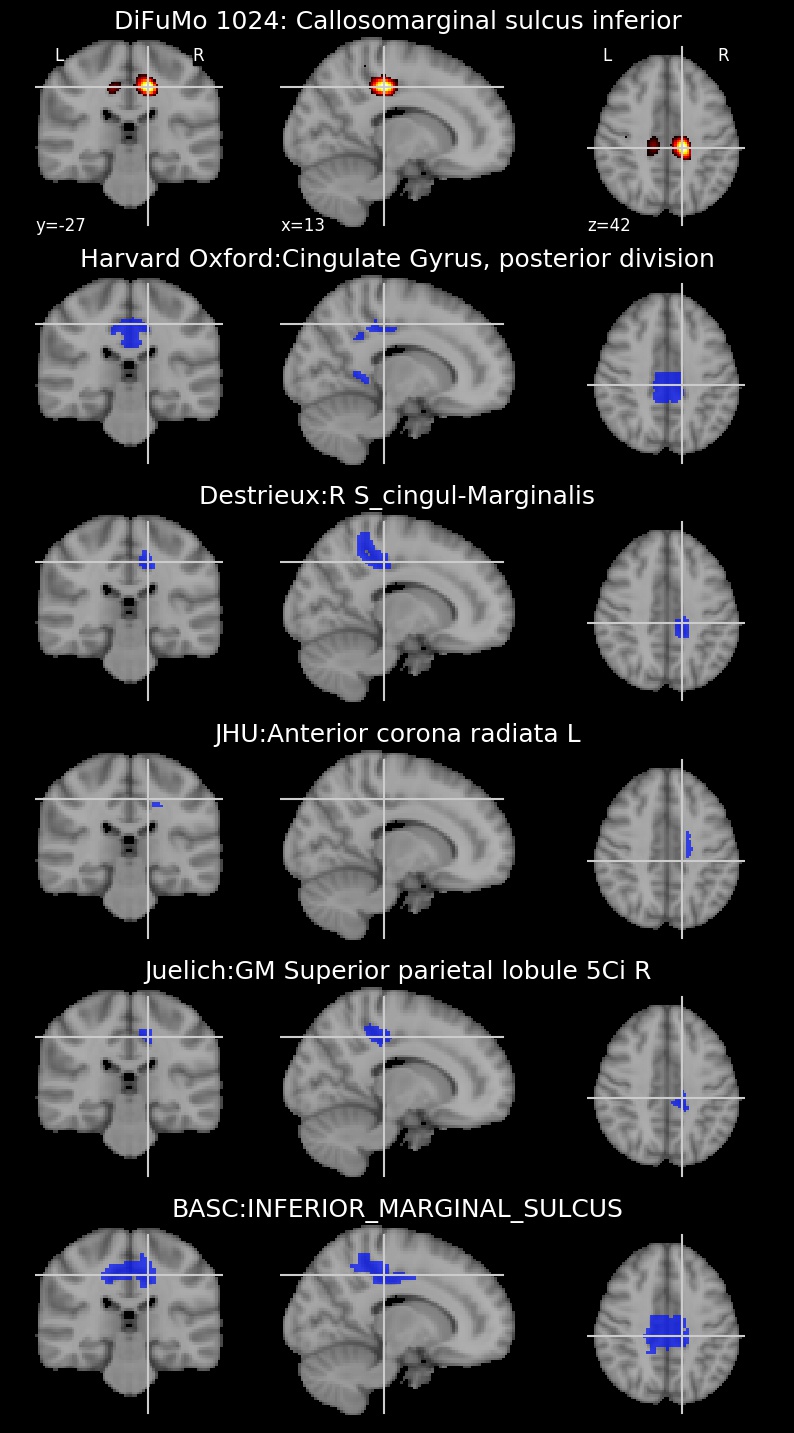 DiFuMo 1024: Callosomarginal sulcus inferior
L R L R
y=-27 x=13 z=42
Harvard Oxford:Cingulate Gyrus, posterior division
Destrieux:R S_cingul-Marginalis
JHU:Anterior corona radiata L
Juelich:GM Superior parietal lobule 5Ci R
BASC:INFERIOR_MARGINAL_SULCUS